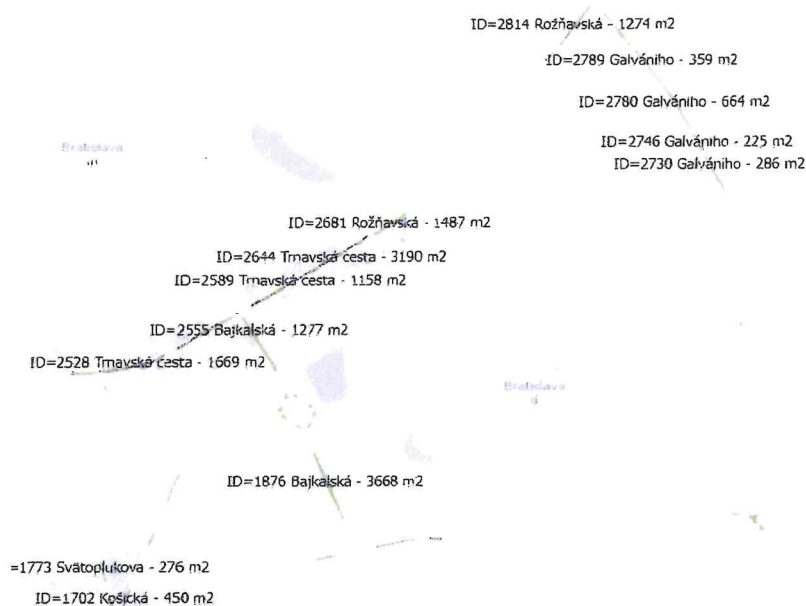 ID=2814 Rožňavská - 1274 m2
ID=2789 Galvániho - 359 m2
ID=2780 Galvániho - 664 m2
ID=2746 Galvániho - 225 m2
ID=2730 Galvániho - 286 m2
Bratislava
ID=2681 Rožňavská - 1487 m2
ID=2644 Trnavská cesta - 3190 m2
ID=2589 Trnavská cesta - 1158 m2
ID=2555 Bajkalská - 1277 m2
ID=2528 Trnavská cesta - 1669 m2
Bratislava
ID=1876 Bajkalská - 3668 m2
=1773 Svätoplukova - 276 m2
ID=1702 Košická - 450 m2